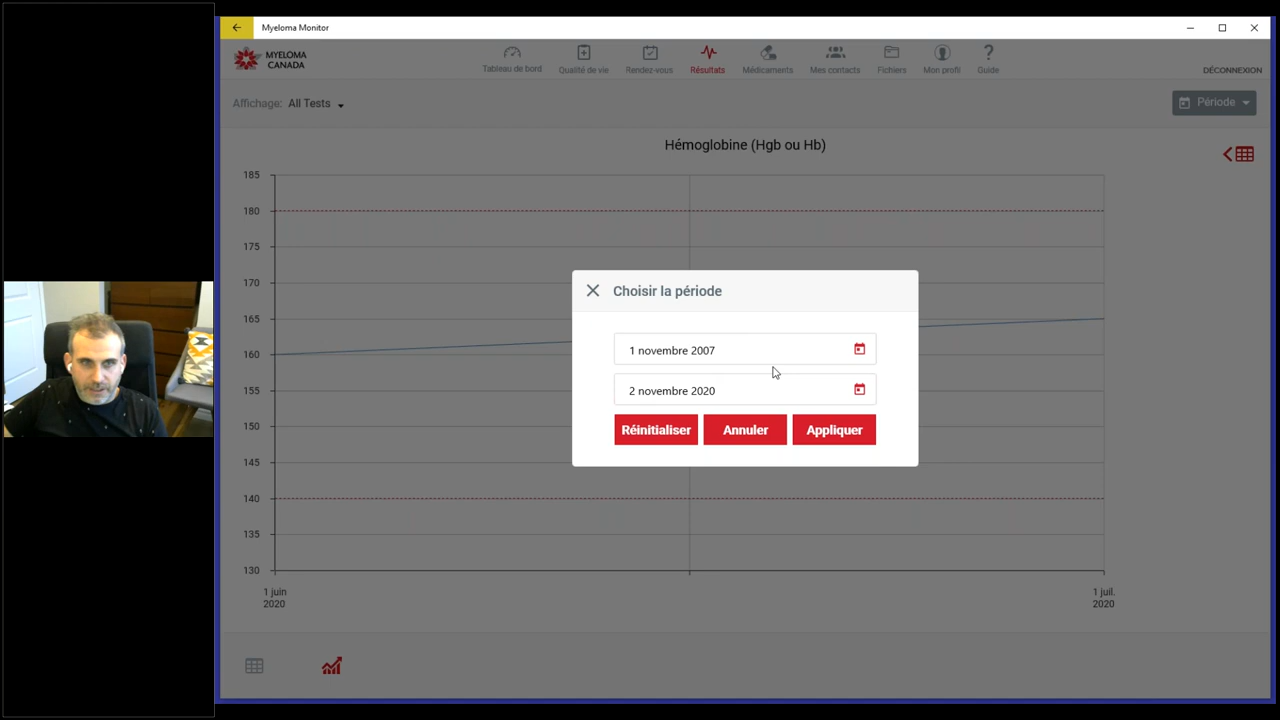 Myeloma Monitor
MYELOMA
CANADA
Tableau de bord
Qualité de vie
Rendez-vous
Résultats
Médicaments
Mes contacts
Fichiers
Mon profil
Guide
DÉCONNEXION
Affichage: All Tests
Période
Hémoglobine (Hgb ou Hb)
185
180
175
170
165
160
155
150
145
140
135
130
1 juin
2020
1 juil.
2020
Choisir la période
1 novembre 2007
2 novembre 2020
Réinitialiser
Annuler
Appliquer